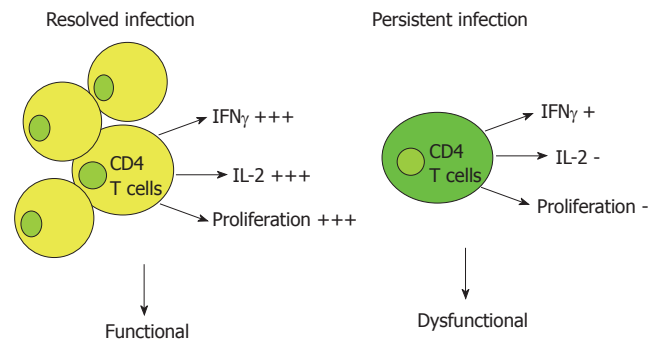 Resolved infection
CD4
T cells
IFNγ +++
IL-2 +++
Proliferation +++
Functional
Persistent infection
CD4
T cells
IFNγ +
IL-2 -
Proliferation -
Dysfunctional